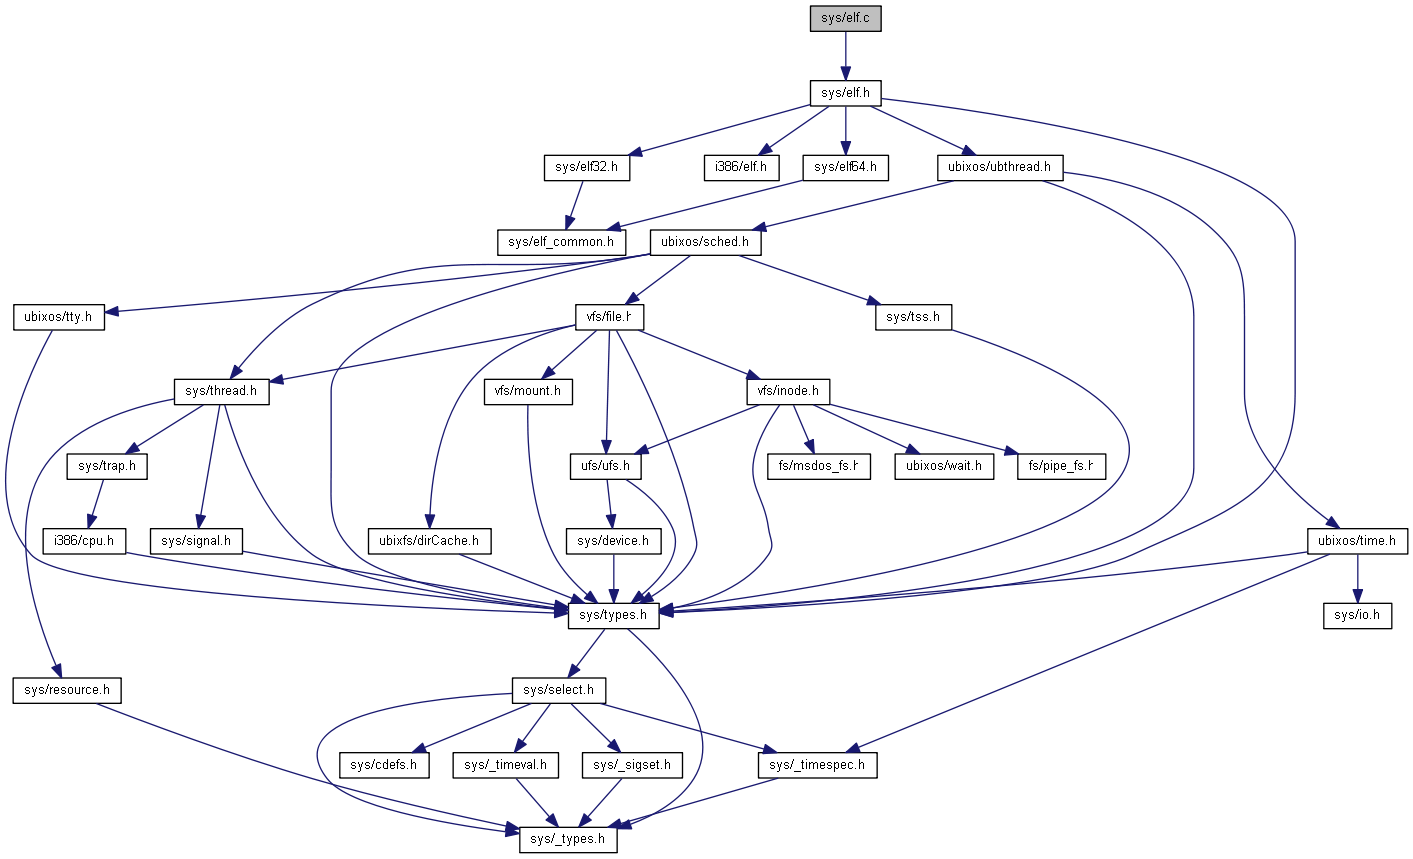 sys/elf.c
sys/elf.h
sys/elf32.h
i386/elf.h
sys/elf64.h
ubixos/ubthread.h
sys/elf_common.h
ubixos/sched.h
ubixos/tty.h
vfs/file.h
sys/tss.h
sys/thread.h
vfs/mount.h
vfs/inode.h
sys/trap.h
ufs/ufs.h
fs/msdos_fs.h
ubixos/wait.h
fs/pipe_fs.h
i386/cpu.h
sys/signal.h
ubixfs/dirCache.h
sys/device.h
ubixos/time.h
sys/types.h
sys/io.h
sys/resource.h
sys/select.h
sys/cdefs.h
sys/_timeval.h
sys/_sigset.h
sys/_timespec.h
sys/_types.h